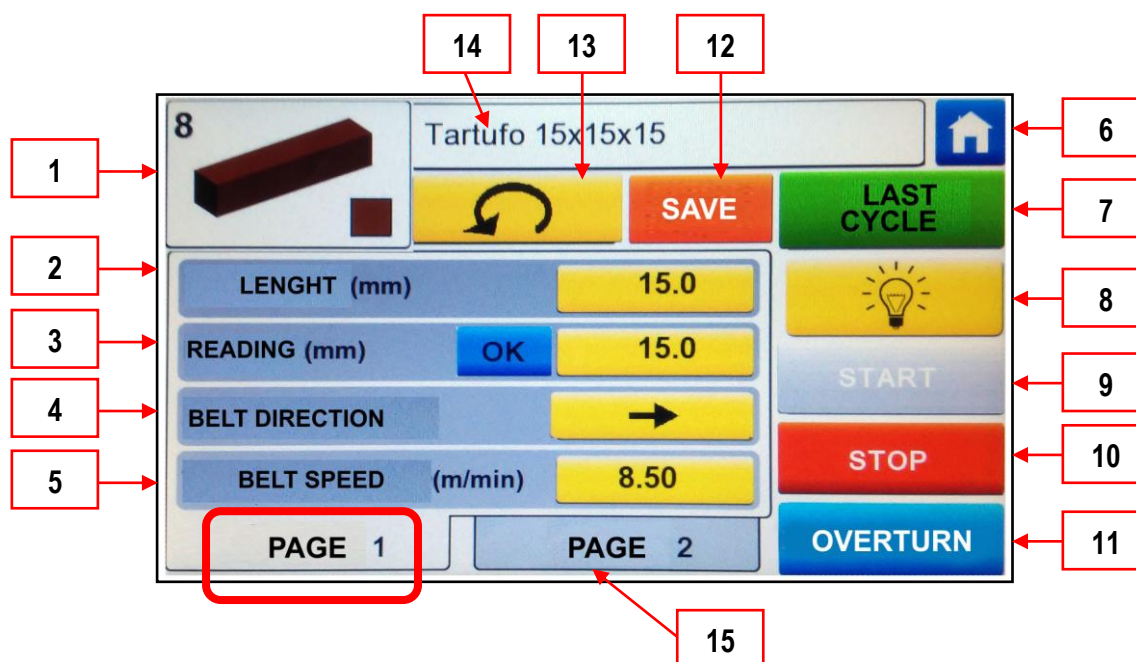 14
13
12
8
Tartufo 15x15x15
6
1
SAVE
LAST
CYCLE
7
2
LENGHT (mm)
15.0
8
3
READING (mm)
OK
15.0
START
9
4
BELT DIRECTION
STOP
10
5
BELT SPEED (m/min)
8.50
PAGE 1
PAGE 2
OVERTURN
11
15